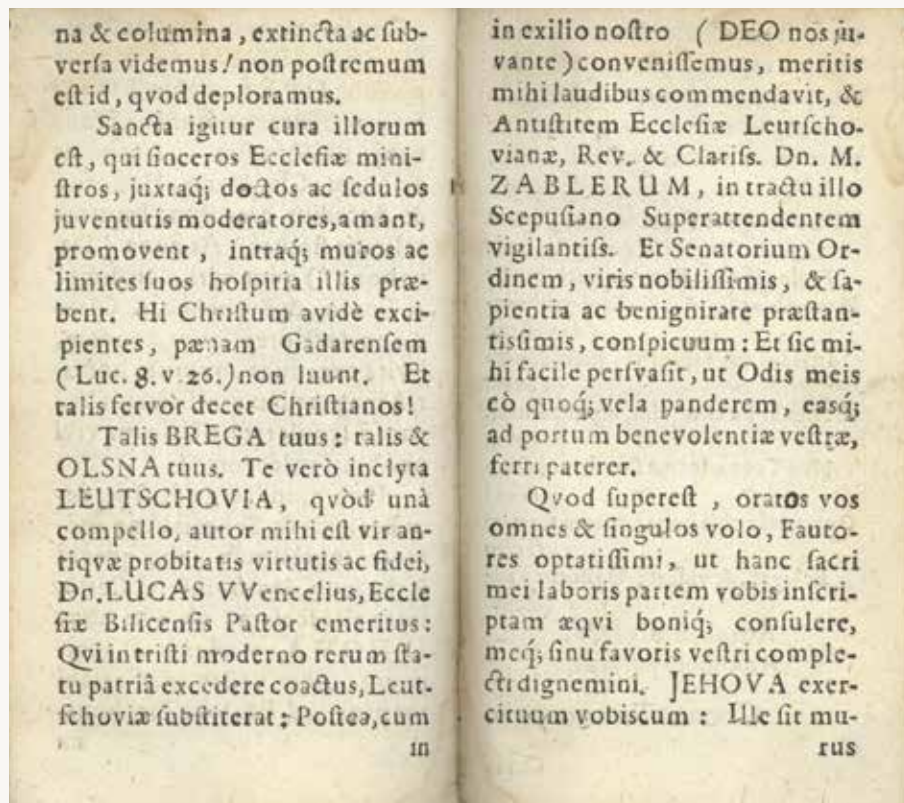 na & columina, extincta ac ſub-
verſa videmus! non poſtremum
eſt id, qvod deploramus.
Sancta igitur cura illorum
eſt, qui ſinceros Eccleſiæ mini-
ſtros, juxtaq; doctos ac ſedulos
juventutis moderatores, amant,
promovent, intraq; muros ac
limites ſuos hoſpitia illis præ-
bent. Hi Chriſtum avidè exci-
pientes, pænam Gadarenſem
(Luc. 8. v. 26.) non luunt. Et
talis fervor decet Chriſtianos!
Talis BREGA tuus: talis &
OLSNA tuus. Te verò inclyta
LEUTSCHOVIA, qvòd unà
compello, autor mihi eſt vir an-
tiqvæ probitatis virtutis ac fidei,
Dn. LUCAS VVencelius, Eccle
ſiæ Bilicenſis Paſtor emeritus:
Qvi in triſti moderno rerum ſta-
tu patriâ excedere coactus, Leut-
ſchoviæ ſubſtiterat; Poſtea, cum
in
in exilio noſtro (DEO nos ju-
vante) conveniſſemus, meritis
mihi laudibus commendavit, &
Antiſtitem Eccleſiæ Leutſcho-
vianæ, Rev. & Clariſs. Dn. M.
ZABLERUM, in tractu illo
Scepuſiano Superattendentem
vigilantiſs. Et Senatorium Or-
dinem, viris nobiliſſimis, & ſa-
pientia ac benignitate præſtan-
tiſſimis, conſpicuum: Et ſic mi-
hi facile perſvaſit, ut Odis meis
eò quoq; vela panderem, easq́;
ad portum benevolentiæ veſtræ,
ferri paterer.
Qvod ſupereſt, oratos vos
omnes & ſingulos volo, Fauto-
res optatiſſimi, ut hanc ſacri
mei laboris partem vobis inſcri-
ptam æqvi boniq́; conſulere,
meq́; ſinu favoris veſtri comple-
cti dignemini. JEHOVA exer-
cituum vobiscum: Ille ſit mu-
rus